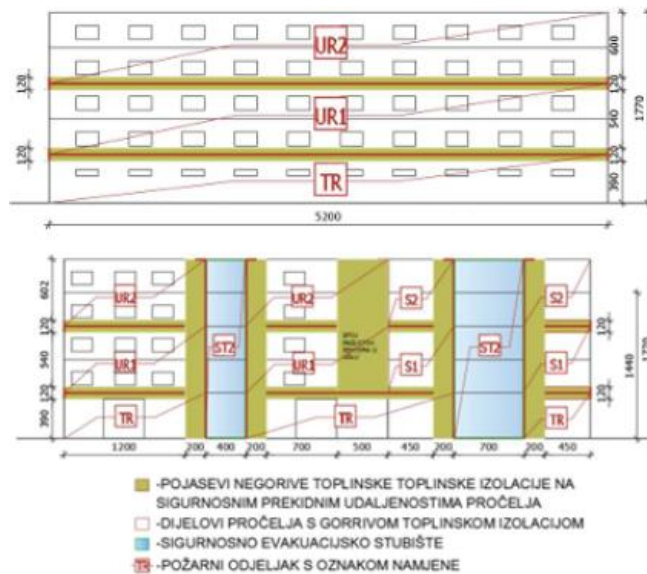 UR2
UR1
TR
120
120
600
120
540
120
390
1770
5200
UR2
UR2
S2
S2
ST2
ST2
UR1
UR1
S1
S1
TR
TR
TR
602
120
540
120
390
120
120
1440
1200
200
400
200
700
500
450
200
700
200
450
-POJASEVI NEGORIVE TOPLINSKE TOPLINSKE IZOLACIJE NA
SIGURNOSNIM PREKIDNIM UDALJENOSTIMA PROČELJA
-DIJELOVI PROČELJA S GORRIVOM TOPLINSKOM IZOLACIJOM
-SIGURNOSNO EVAKUACIJSKO STUBIŠTE
TR -POŽARNI ODJELJAK S OZNAKOM NAMJENE